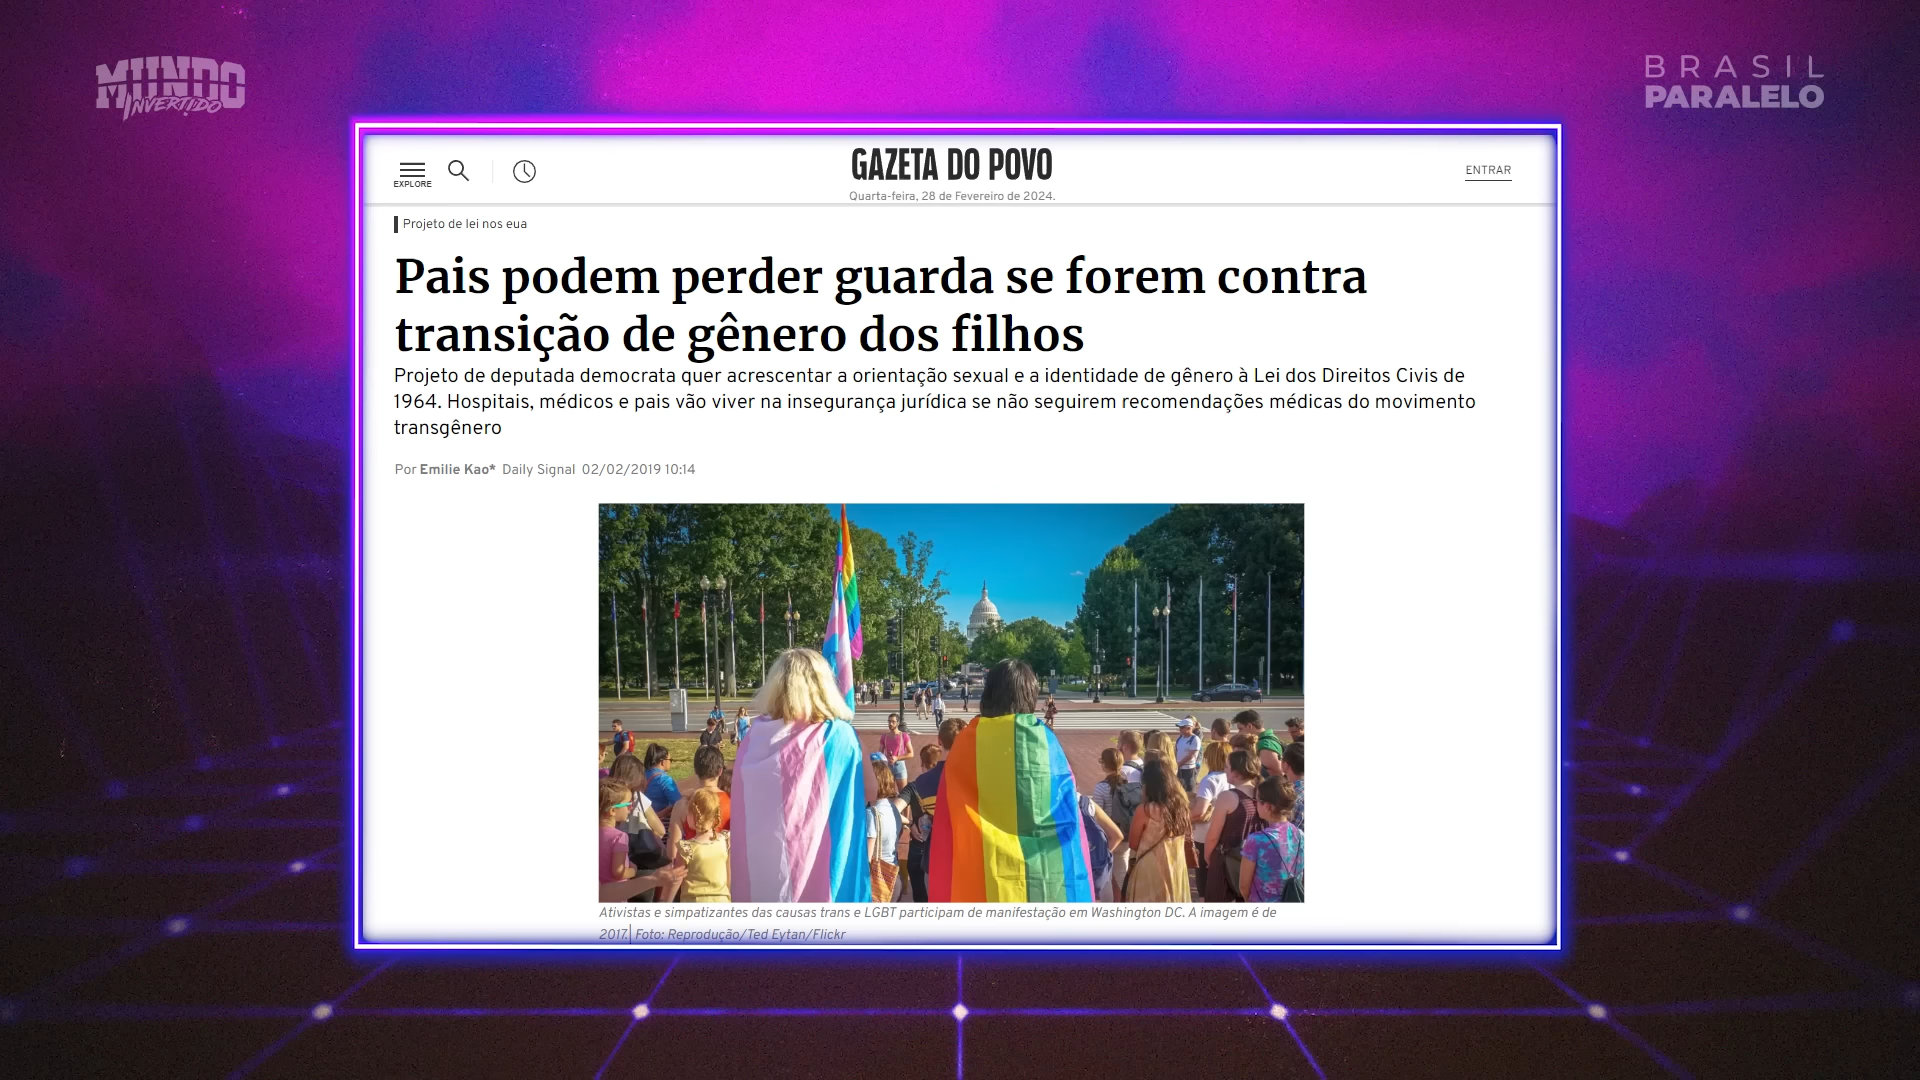 MUNDO
INVERTIDO
BRASIL
PARALELO
EXPLORE
GAZETA DO POVO
Quarta-feira, 28 de Fevereiro de 2024.
ENTRAR
Projeto de lei nos eua
Pais podem perder guarda se forem contra
transição de gênero dos filhos
Projeto de deputada democrata quer acrescentar a orientação sexual e a identidade de gênero à Lei dos Direitos Civis de
1964. Hospitais, médicos e pais vão viver na insegurança jurídica se não seguirem recomendações médicas do movimento
transgênero
Por Emilie Kao* Daily Signal 02/02/2019 10:14
Ativistas e simpatizantes das causas trans e LGBT participam de manifestação em Washington DC. A imagem é de
2017.| Foto: Reprodução/Ted Eytan/Flickr